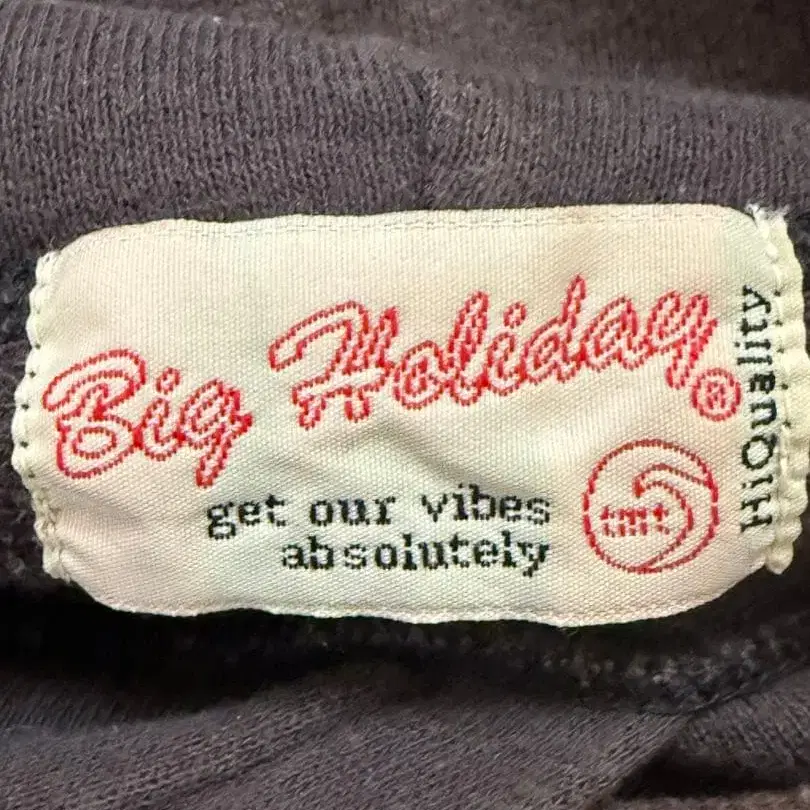 Big Holiday®
get our vibes
absolutely
tmt
HiQuality